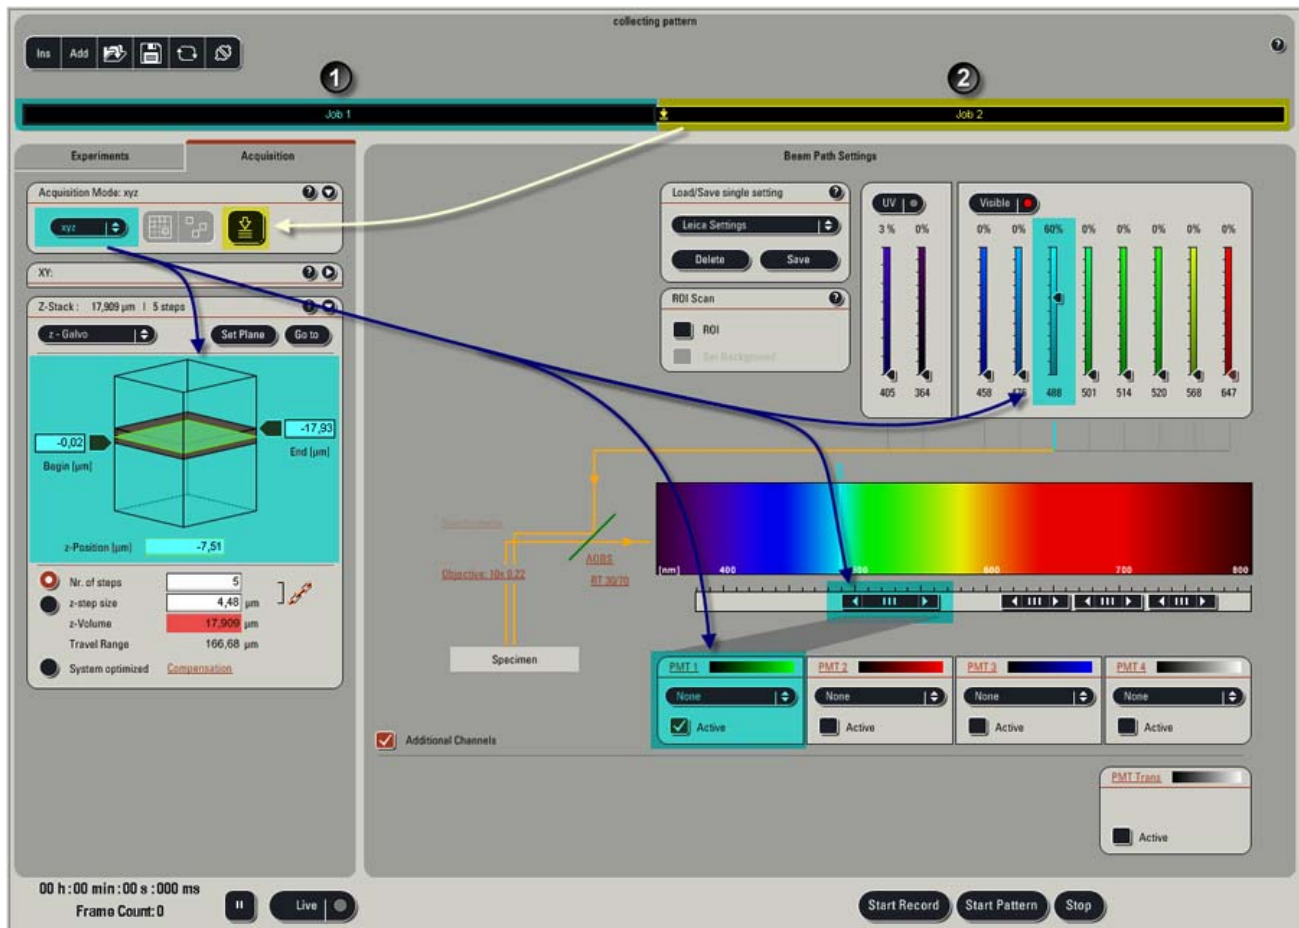 collecting pattern
Ins Add
1 2
Job 1 Job 2
Experiments Acquisition
Beam Path Settings
Acquisition Mode: xyz
xyz
XY:
Z-Stack : 17,909 µm | 5 steps
z - Galvo Set Plane Go to
-0,02
Begin [µm]
-17,93
End [µm]
z-Position [µm] -7,51
Nr. of steps 5
z-step size 4,48 µm
z-Volume 17,909 µm
Travel Range 166,68 µm
System optimized Compensation
Load/Save single setting
Leica Settings
Delete Save
ROI Scan
ROI
Set Background
UV
3 % 0%
405 364
Visible
0% 0% 60% 0% 0% 0% 0% 0%
458 476 488 501 514 520 568 647
Objective: 10x 0.22
AOBS
RT 30/70
Specimen
[nm] 400 500 600 700 800
PMT 1 PMT 2 PMT 3 PMT 4
None None None None
Active Active Active Active
Additional Channels
PMT Trans
Active
00 h : 00 min : 00 s : 000 ms
Frame Count: 0
Live
Start Record Start Pattern Stop